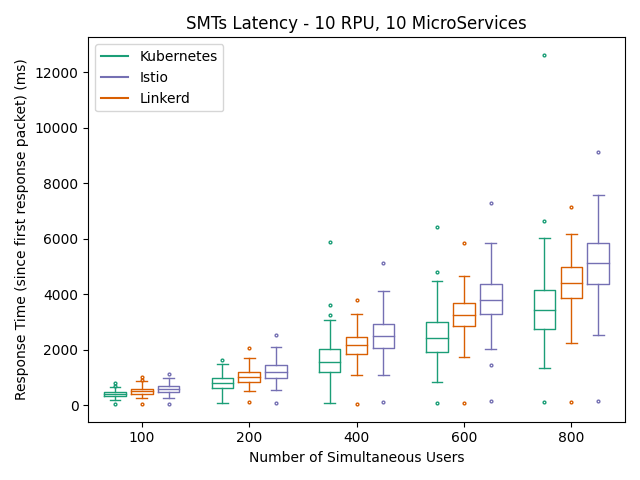 SMTs Latency - 10 RPU, 10 MicroServices
Kubernetes
Istio
Linkerd
Response Time (since first response packet) (ms)
12000
10000
8000
6000
4000
2000
0
100 200 400 600 800
Number of Simultaneous Users